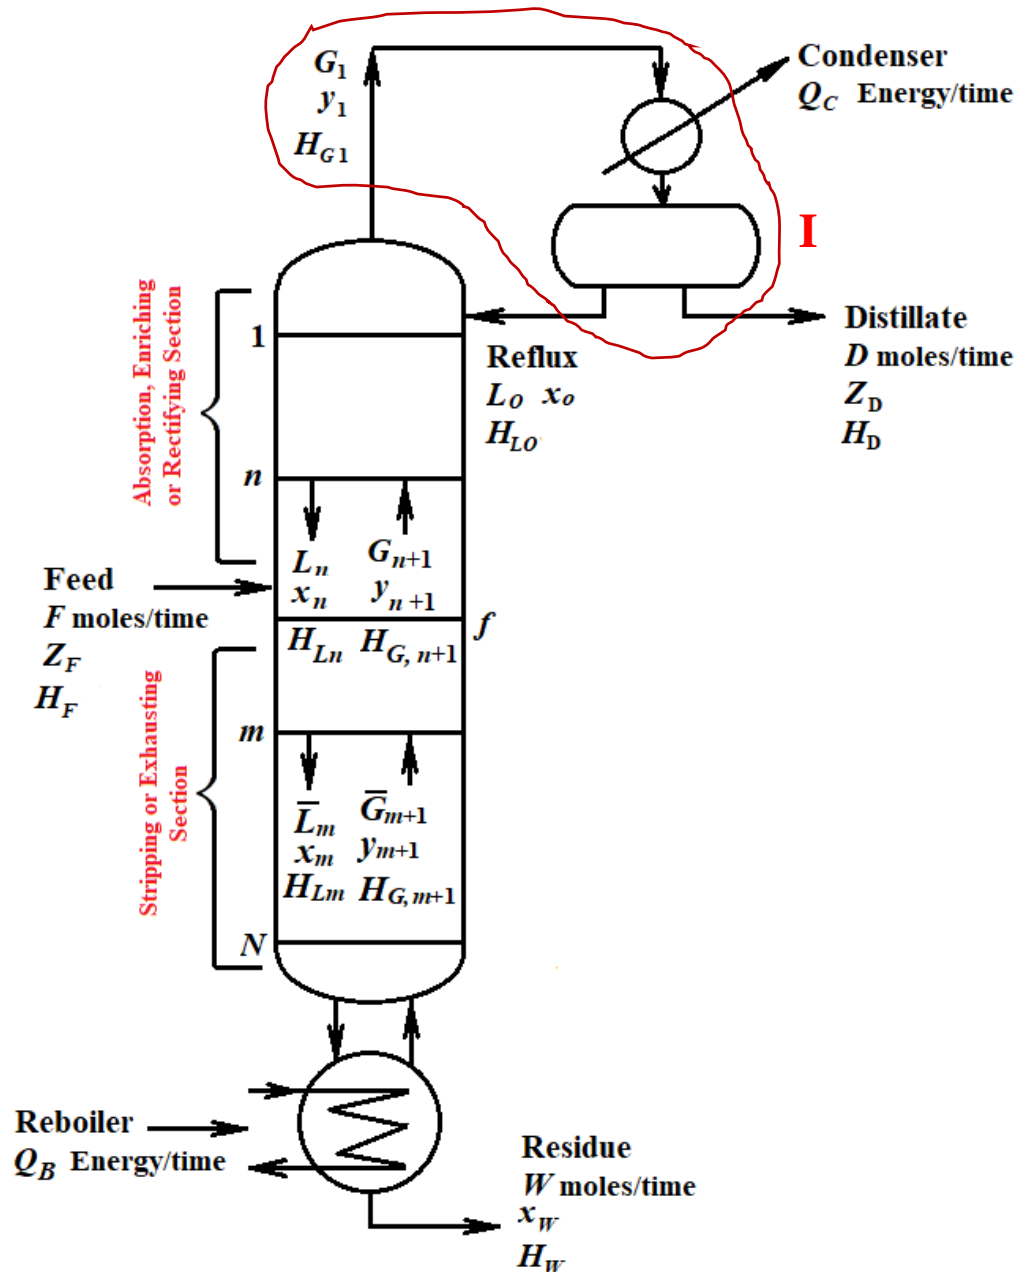 G1
y1
HG1
Condenser
QC Energy/time
I
Absorption, Enriching
or Rectifying Section
1
Reflux
LO xo
HLO
Distillate
D moles/time
ZD
HD
n
Ln
xn
HLn
Gn+1
yn+1
HG, n+1
Feed
F moles/time
ZF
HF
f
Stripping or Exhausting
Section
m
L̅m
xm
HLm
G̅m+1
ym+1
HG,m+1
N
Reboiler
QB Energy/time
Residue
W moles/time
xW
HW